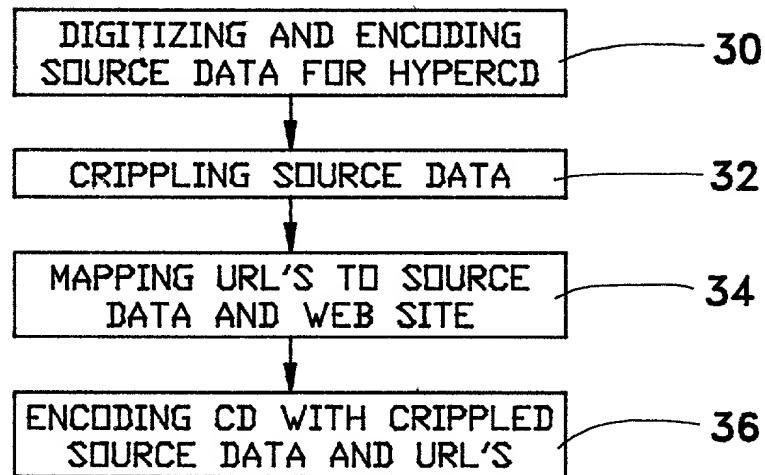 DIGITIZING AND ENCODING
SOURCE DATA FOR HYPERCD
30
CRIPPLING SOURCE DATA
32
MAPPING URL'S TO SOURCE
DATA AND WEB SITE
34
ENCODING CD WITH CRIPPLED
SOURCE DATA AND URL'S
36